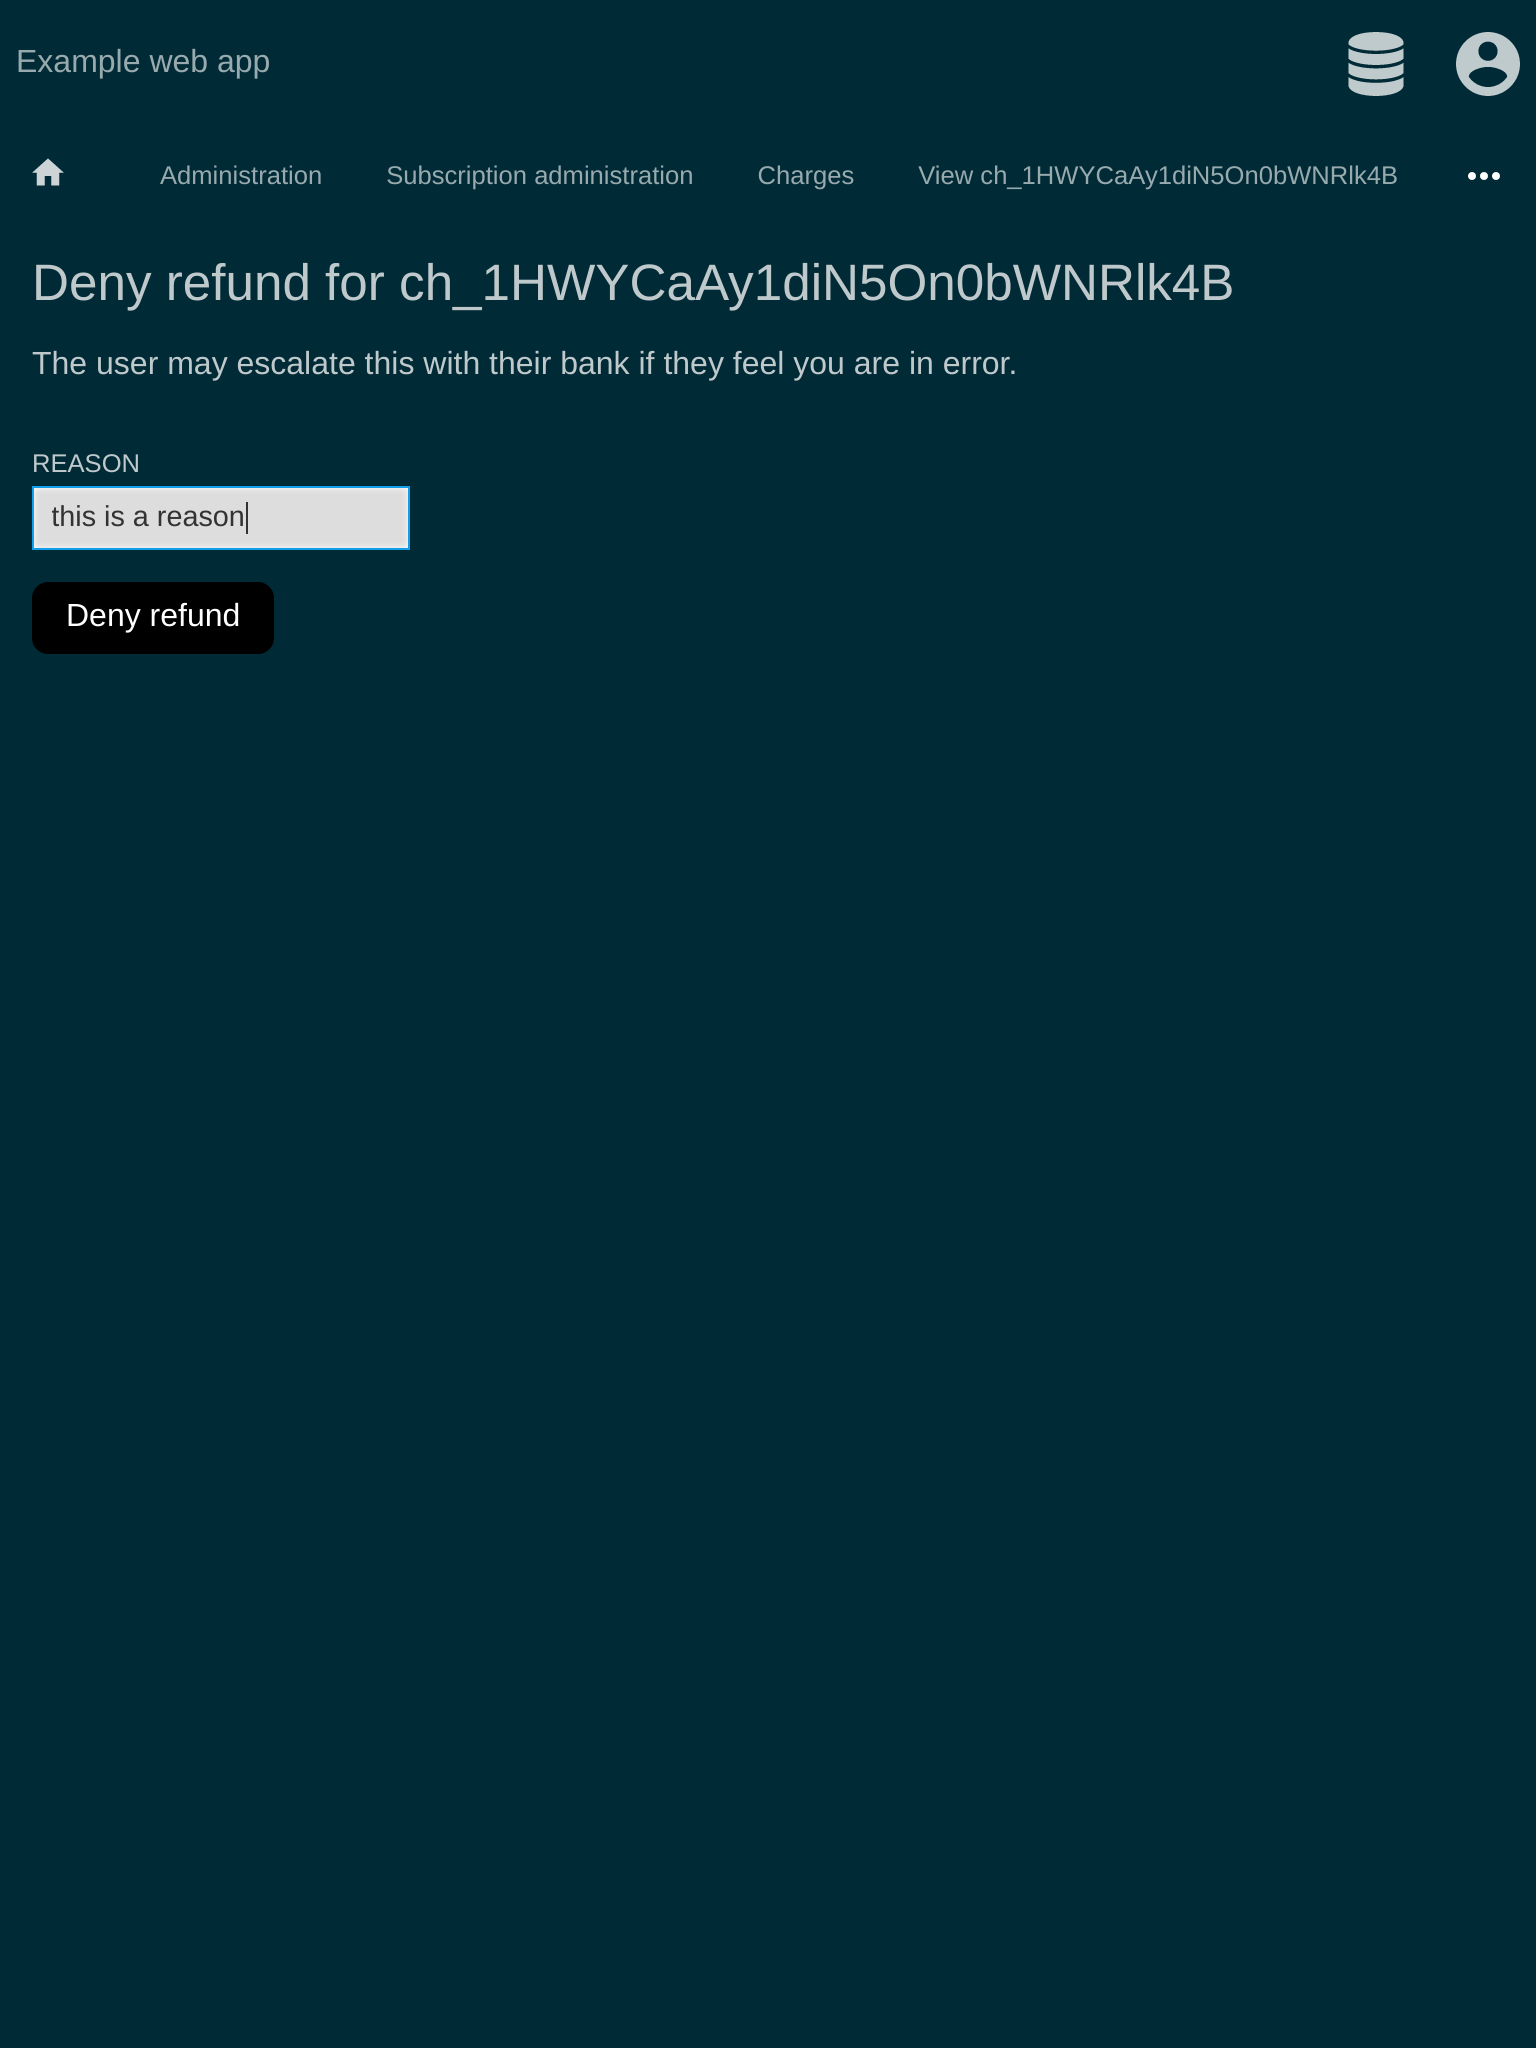 Example web app
Administration Subscription administration Charges View ch_1HWYCaAy1diN5On0bWNRlk4B
Deny refund for ch_1HWYCaAy1diN5On0bWNRlk4B
The user may escalate this with their bank if they feel you are in error.
REASON
this is a reason
Deny refund